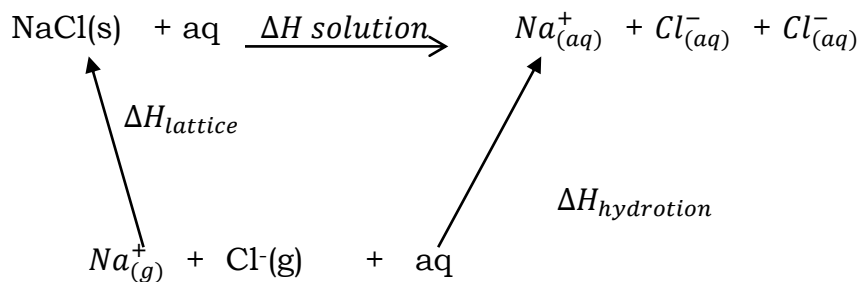 NaCl(s) + aq ΔH solution Na⁺(aq) + Cl⁻(aq) + Cl⁻(aq)
ΔH lattice
ΔH hydrotion
Na⁺(g) + Cl⁻(g) + aq